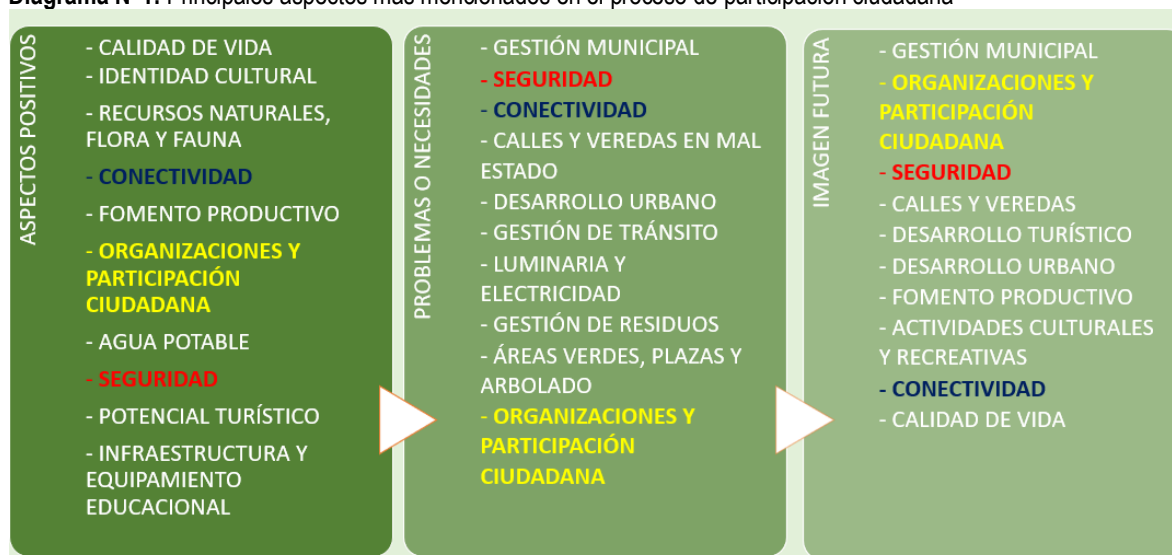 Diagrama N°1: Principales aspectos más mencionados en el proceso de participación ciudadana
ASPECTOS POSITIVOS
- CALIDAD DE VIDA
- IDENTIDAD CULTURAL
- RECURSOS NATURALES,
FLORA Y FAUNA
- CONECTIVIDAD
- FOMENTO PRODUCTIVO
- ORGANIZACIONES Y
PARTICIPACIÓN
CIUDADANA
- AGUA POTABLE
- SEGURIDAD
- POTENCIAL TURÍSTICO
- INFRAESTRUCTURA Y
EQUIPAMIENTO
EDUCACIONAL
PROBLEMAS O NECESIDADES
- GESTIÓN MUNICIPAL
- SEGURIDAD
- CONECTIVIDAD
- CALLES Y VEREDAS EN MAL
ESTADO
- DESARROLLO URBANO
- GESTIÓN DE TRÁNSITO
- LUMINARIA Y
ELECTRICIDAD
- GESTIÓN DE RESIDUOS
- ÁREAS VERDES, PLAZAS Y
ARBOLADO
- ORGANIZACIONES Y
PARTICIPACIÓN
CIUDADANA
IMAGEN FUTURA
- GESTIÓN MUNICIPAL
- ORGANIZACIONES Y
PARTICIPACIÓN
CIUDADANA
- SEGURIDAD
- CALLES Y VEREDAS
- DESARROLLO TURÍSTICO
- DESARROLLO URBANO
- FOMENTO PRODUCTIVO
- ACTIVIDADES CULTURALES
Y RECREATIVAS
- CONECTIVIDAD
- CALIDAD DE VIDA